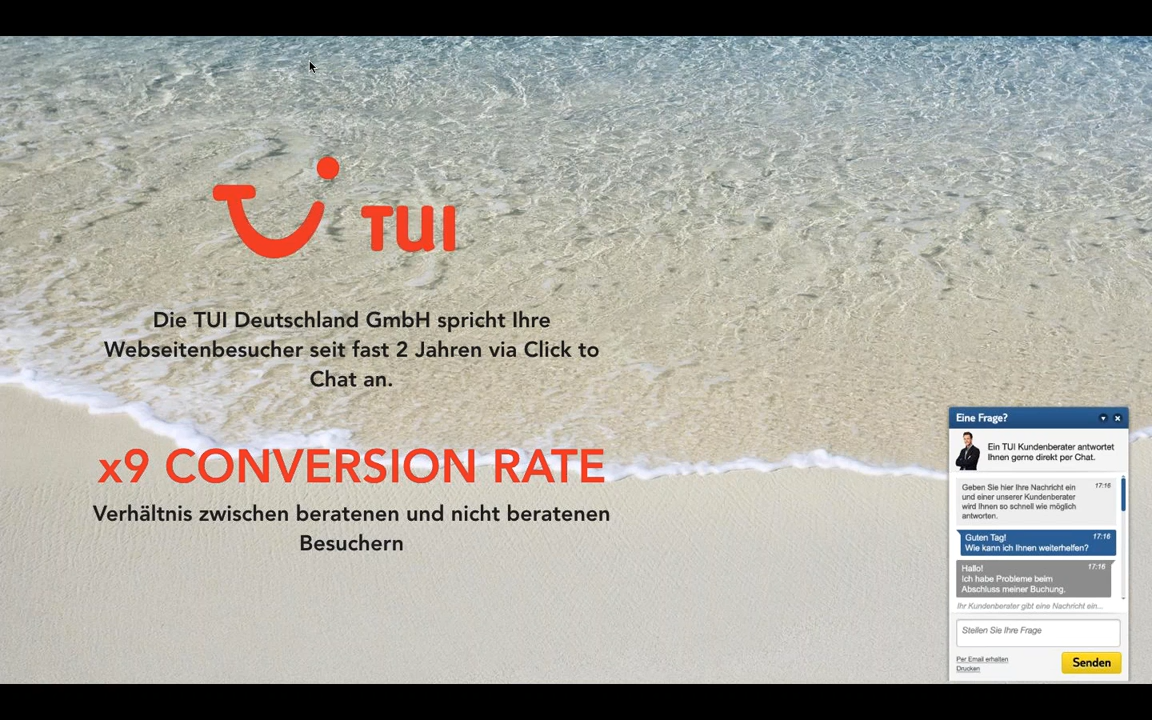 TUI
Die TUI Deutschland GmbH spricht Ihre
Webseitenbesucher seit fast 2 Jahren via Click to
Chat an.
x9 CONVERSION RATE
Verhältnis zwischen beratenen und nicht beratenen
Besuchern
Eine Frage?
Ein TUI Kundenberater antwortet
Ihnen gerne direkt per Chat.
Geben Sie hier Ihre Nachricht ein 17:16
und einer unserer Kundenberater
wird Ihnen so schnell wie möglich
antworten.
Guten Tag! 17:16
Wie kann ich Ihnen weiterhelfen?
Hallo! 17:16
Ich habe Probleme beim
Abschluss meiner Buchung.
Ihr Kundenberater gibt eine Nachricht ein...
Stellen Sie Ihre Frage
Per Email erhalten
Drucken
Senden